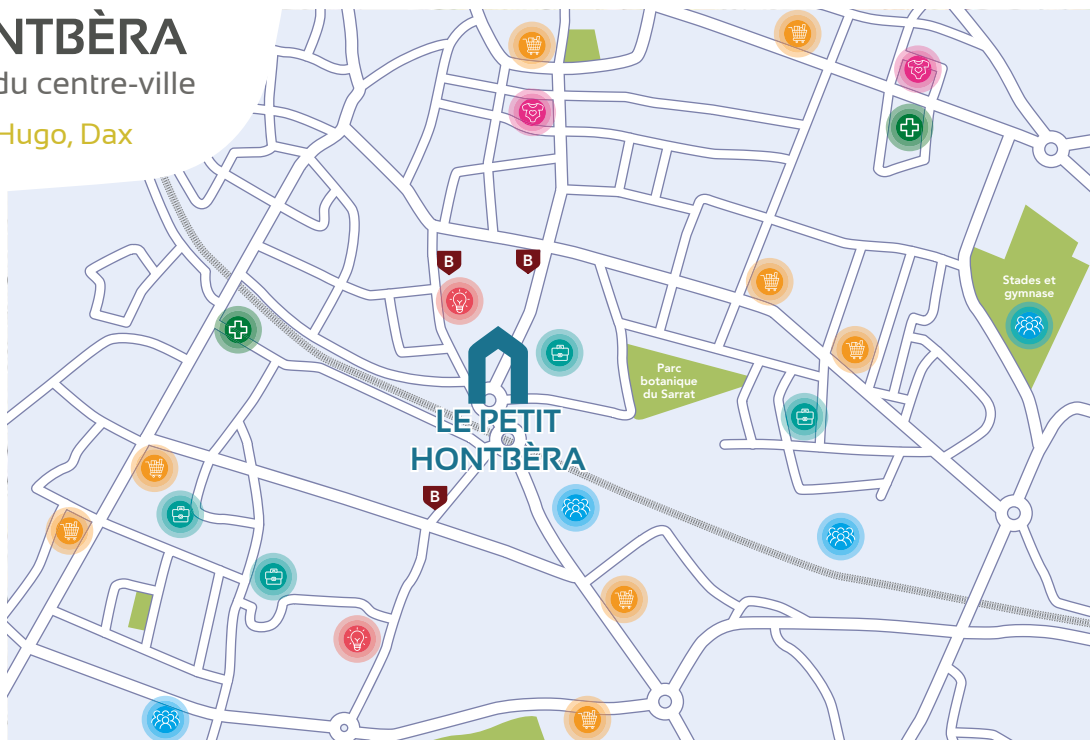 NTBÈRA
du centre-ville
Hugo, Dax
B
B
Stades et
gymnase
Parc
botanique
du Sarrat
LE PETIT
HONTBÈRA
B